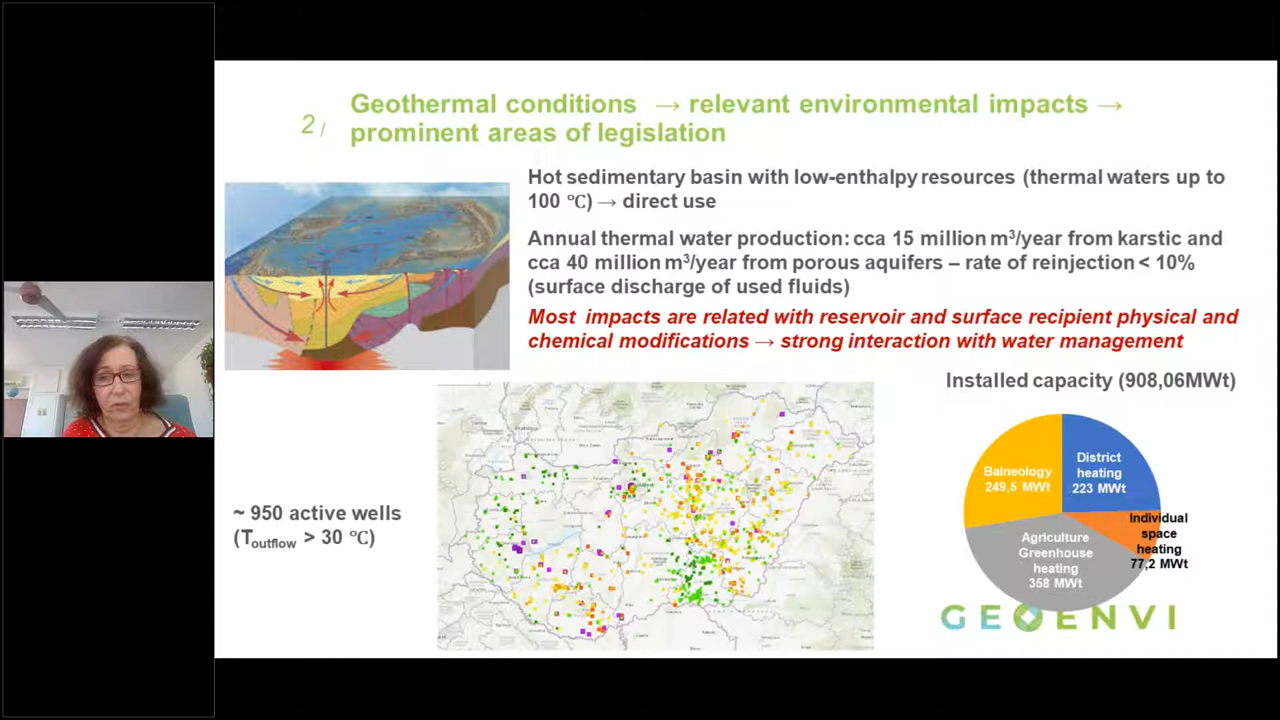 2 /
Geothermal conditions → relevant environmental impacts →
prominent areas of legislation
Hot sedimentary basin with low-enthalpy resources (thermal waters up to
100 °C) → direct use
Annual thermal water production: cca 15 million m³/year from karstic and
cca 40 million m³/year from porous aquifers – rate of reinjection < 10%
(surface discharge of used fluids)
Most impacts are related with reservoir and surface recipient physical and
chemical modifications → strong interaction with water management
Installed capacity (908,06MWt)
Balneology
249,5 MWt
District
heating
223 MWt
Individual
space
heating
77,2 MWt
Agriculture
Greenhouse
heating
358 MWt
~ 950 active wells
(Toutflow > 30 °C)
GEOENVI